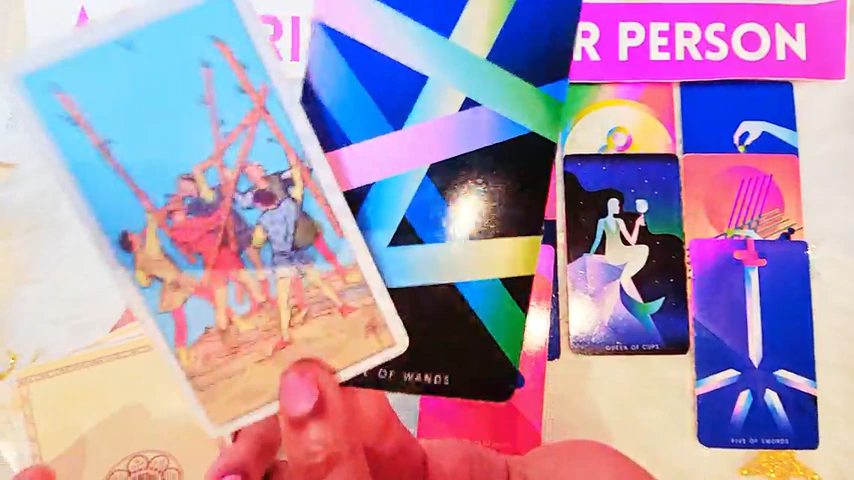 RI
R PERSON
E OF WANDS
QUEEN OF CUPS
FIVE OF SWORDS